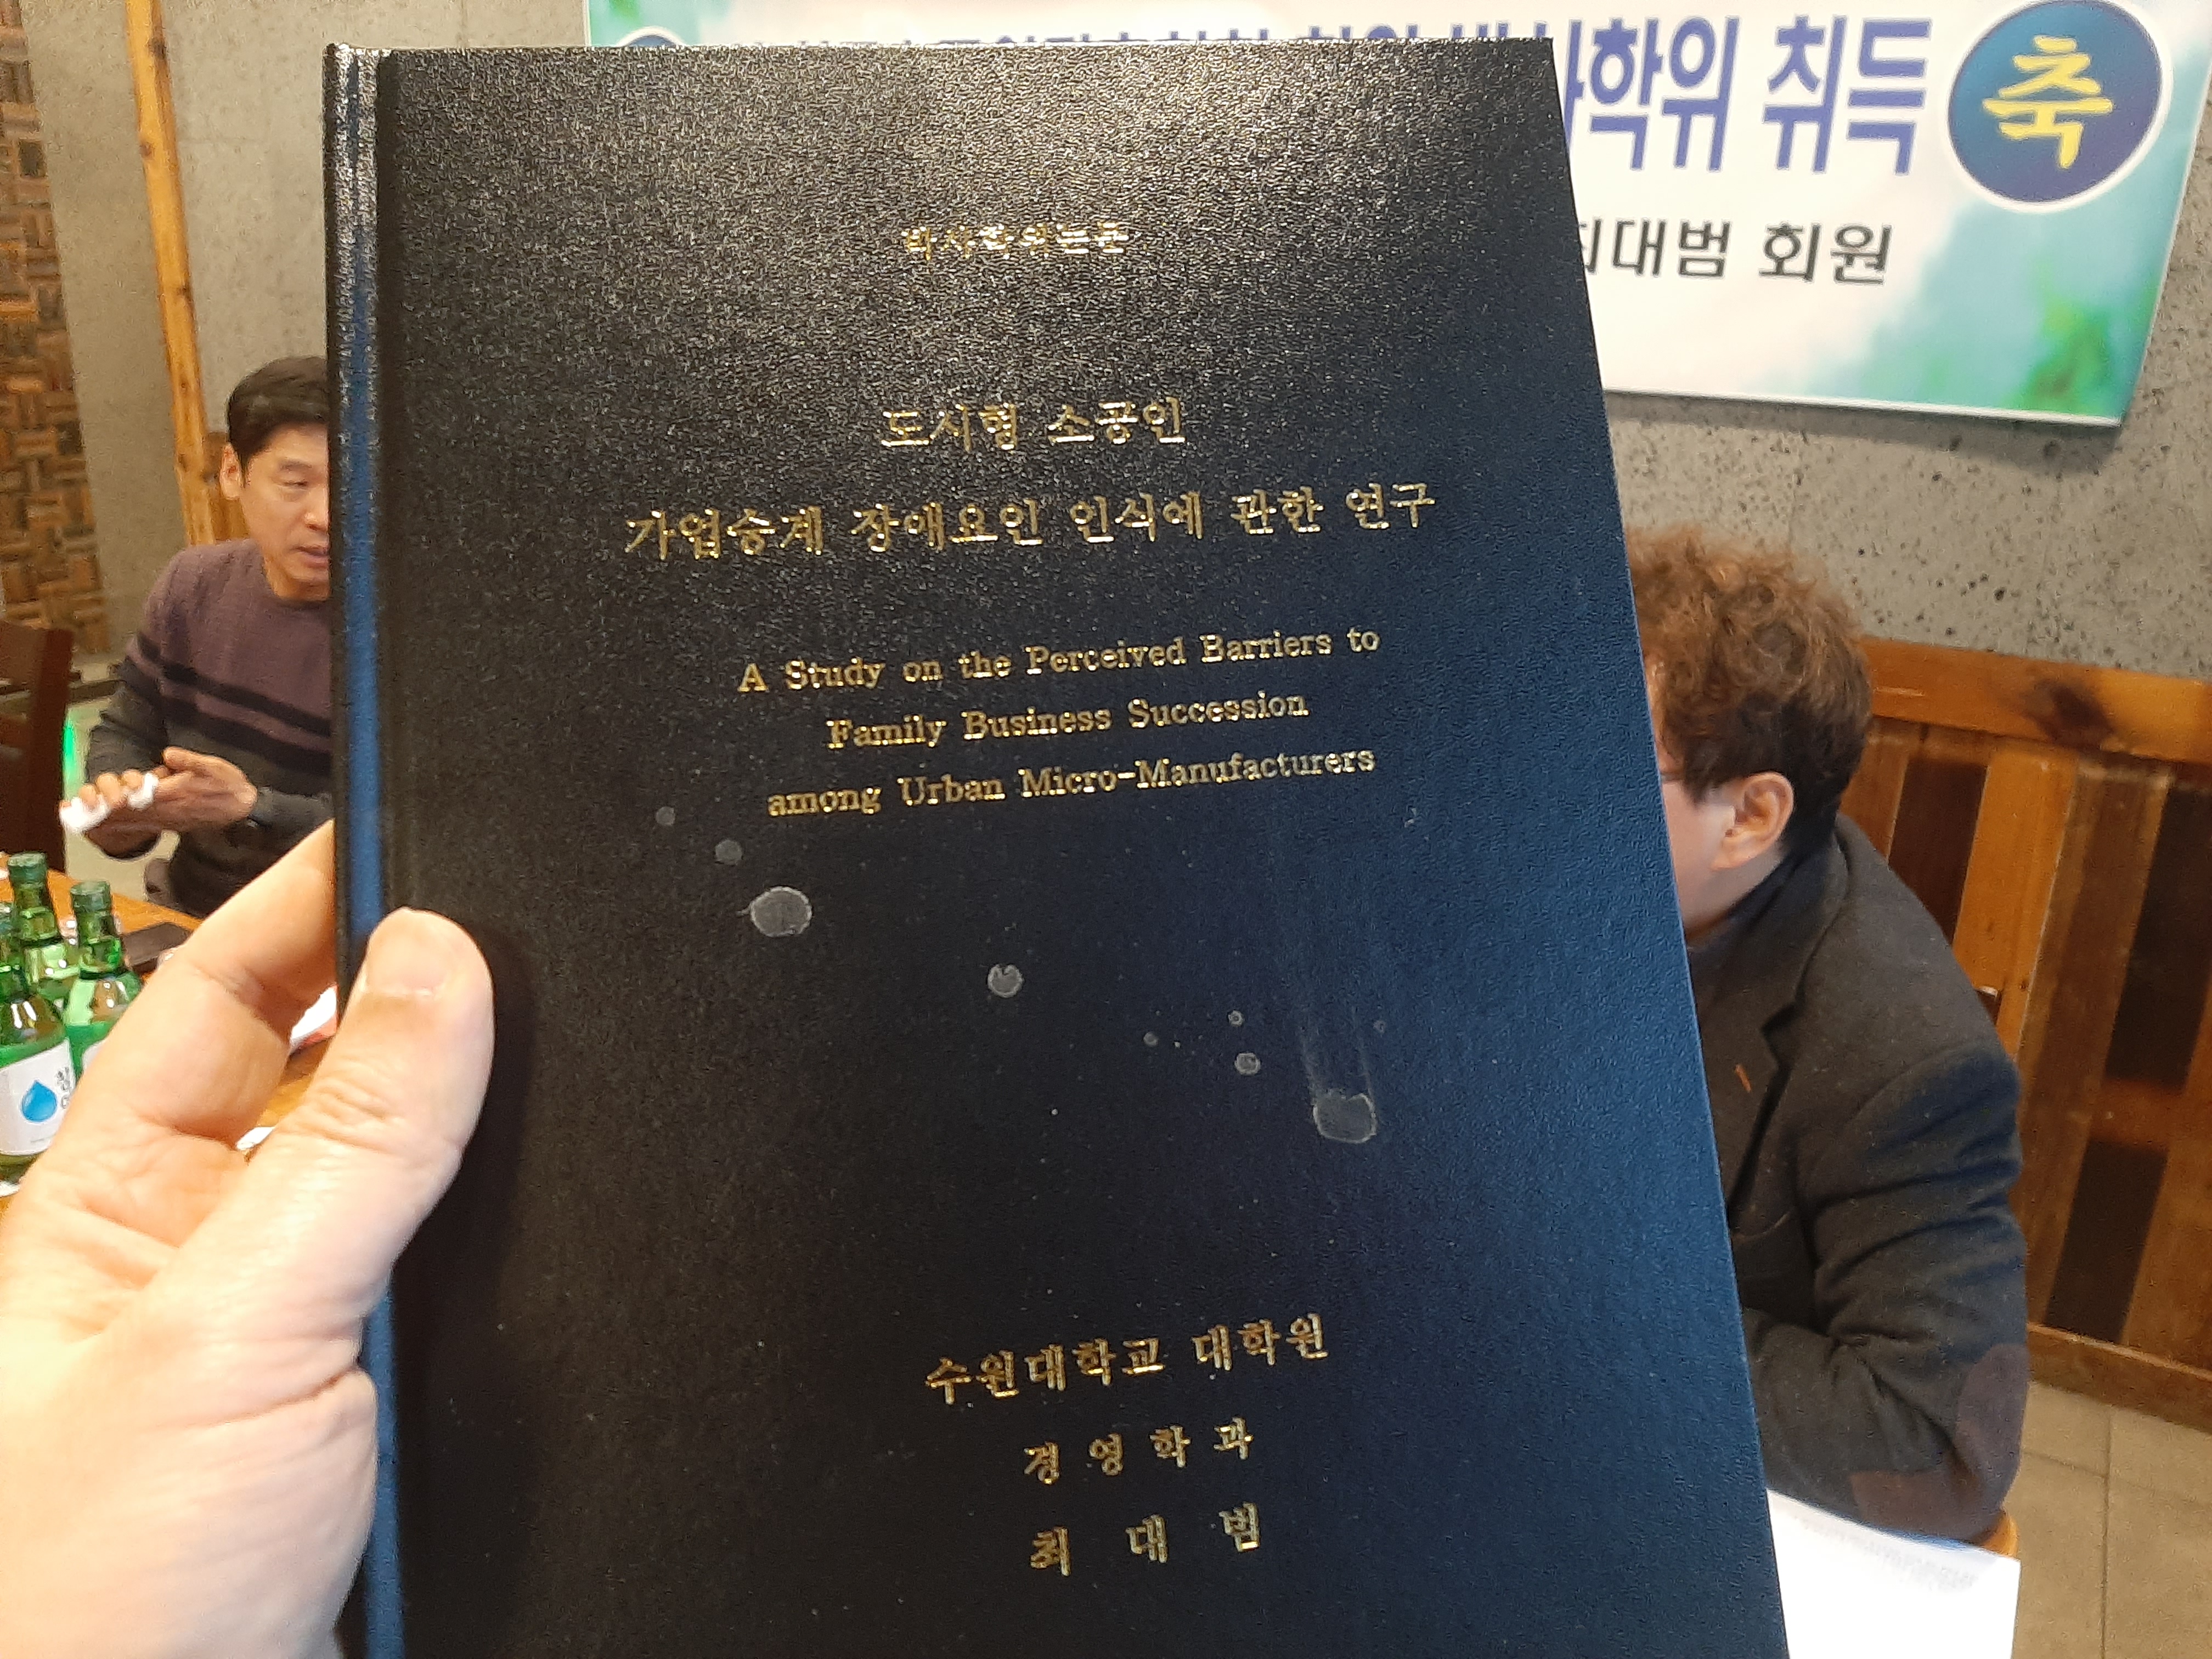 학위 취득
축
최대범 회원
박사학위논문
도시형 소공인
가업승계 장애요인 인식에 관한 연구
A Study on the Perceived Barriers to
Family Business Succession
among Urban Micro-Manufacturers
수원대학교 대학원
경영학과
최대범